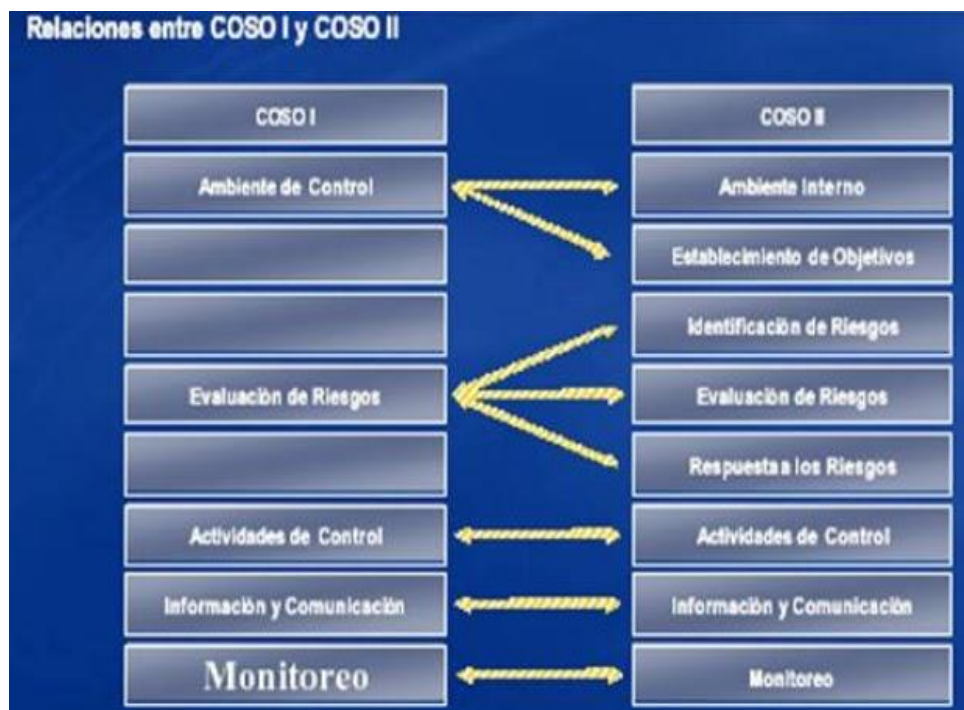 Relaciones entre COSO I y COSO II
COSO I
COSO II
Ambiente de Control
Ambiente Interno
Establecimiento de Objetivos
Identificación de Riesgos
Evaluación de Riesgos
Evaluación de Riesgos
Respuesta a los Riesgos
Actividades de Control
Actividades de Control
Información y Comunicación
Información y Comunicación
Monitoreo
Monitoreo